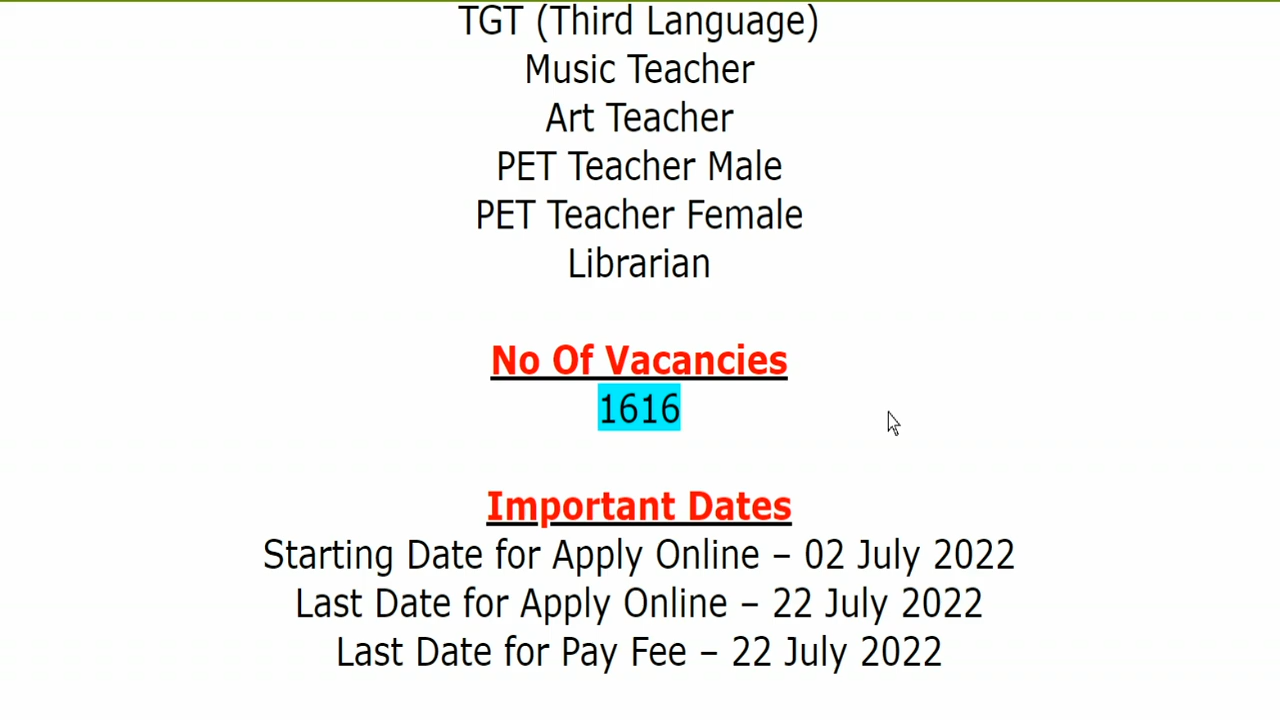 TGT (Third Language)
Music Teacher
Art Teacher
PET Teacher Male
PET Teacher Female
Librarian
No Of Vacancies
1616
Important Dates
Starting Date for Apply Online – 02 July 2022
Last Date for Apply Online – 22 July 2022
Last Date for Pay Fee – 22 July 2022